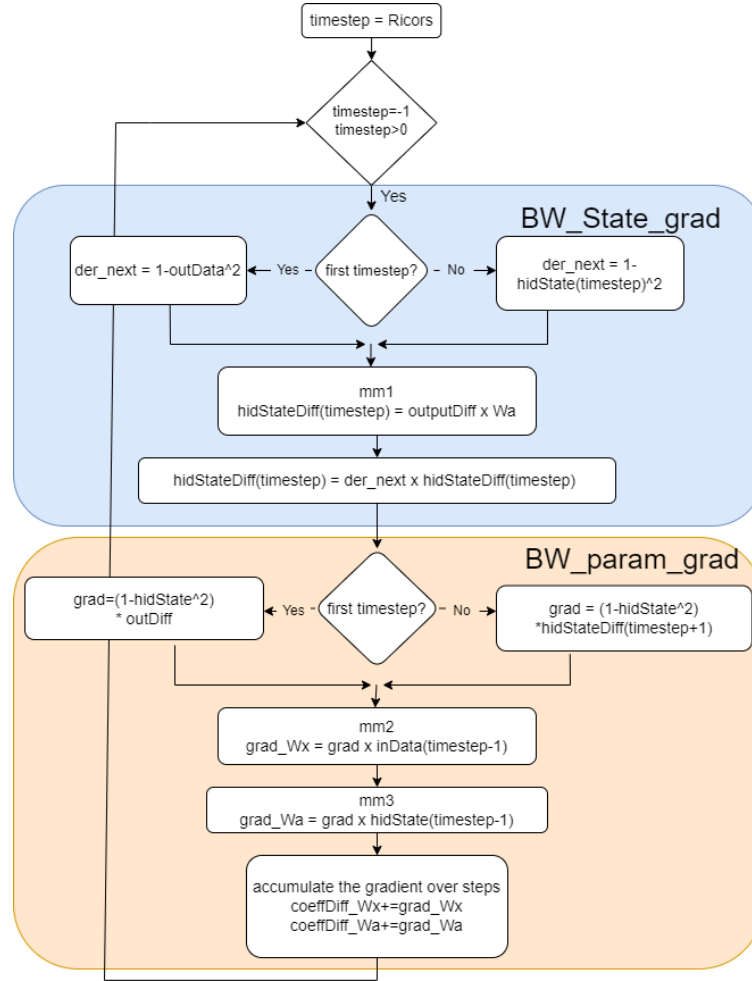 timestep = Ricors
timestep=-1
timestep>0
Yes
BW_State_grad
der_next = 1-outData^2
Yes
first timestep?
No
der_next = 1-
hidState(timestep)^2
mm1
hidStateDiff(timestep) = outputDiff x Wa
hidStateDiff(timestep) = der_next x hidStateDiff(timestep)
BW_param_grad
grad=(1-hidState^2)
* outDiff
Yes
first timestep?
No
grad = (1-hidState^2)
*hidStateDiff(timestep+1)
mm2
grad_Wx = grad x inData(timestep-1)
mm3
grad_Wa = grad x hidState(timestep-1)
accumulate the gradient over steps
coeffDiff_Wx+=grad_Wx
coeffDiff_Wa+=grad_Wa